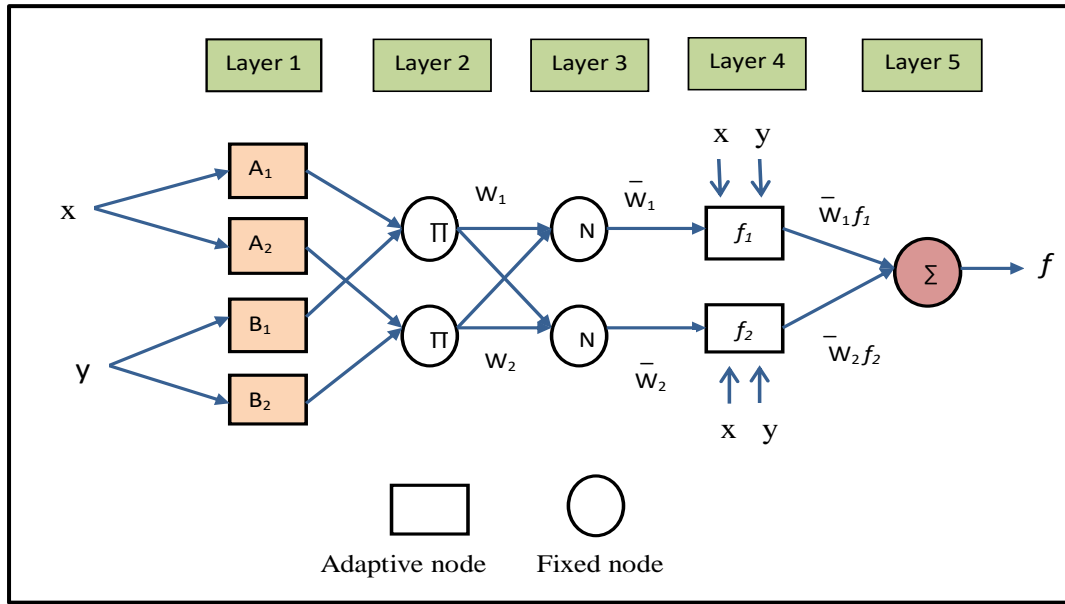 Layer 1 Layer 2 Layer 3 Layer 4 Layer 5
x y
A₁
w₁ w̅₁ w̅₁f₁
x
A₂ Π N f₁
Σ f
B₁
Π N f₂
y w₂ w̅₂ w̅₂f₂
B₂
x y
Adaptive node Fixed node